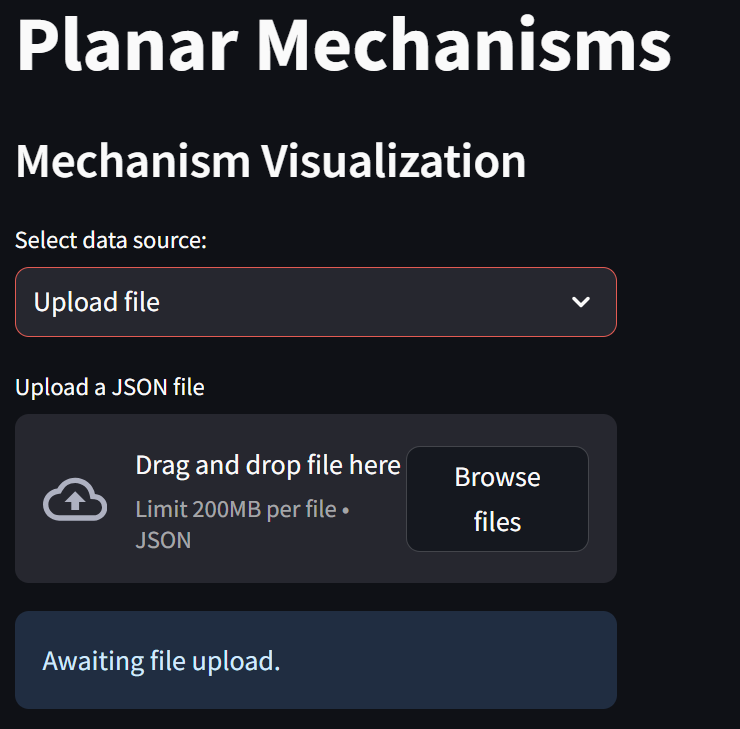 Planar Mechanisms
Mechanism Visualization
Select data source:
Upload file
Upload a JSON file
Drag and drop file here
Limit 200MB per file •
JSON
Browse
files
Awaiting file upload.